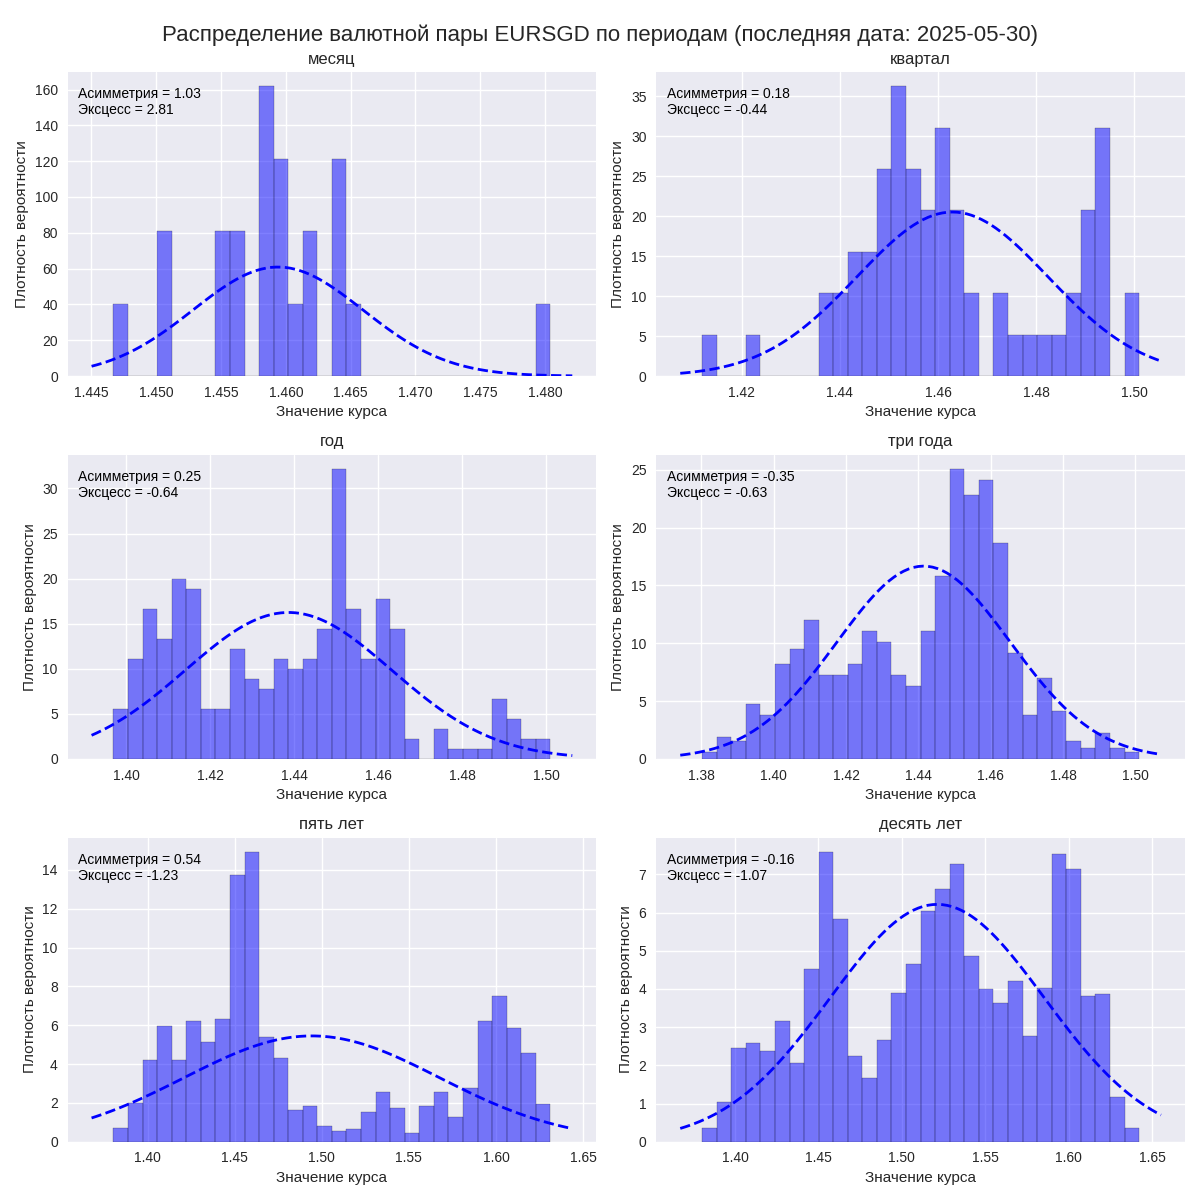 Распределение валютной пары EURSGD по периодам (последняя дата: 2025-05-30)
месяц
Асимметрия = 1.03
Эксцесс = 2.81
Плотность вероятности
160
140
120
100
80
60
40
20
0
1.445 1.450 1.455 1.460 1.465 1.470 1.475 1.480
Значение курса
квартал
Асимметрия = 0.18
Эксцесс = -0.44
Плотность вероятности
35
30
25
20
15
10
5
0
1.42 1.44 1.46 1.48 1.50
Значение курса
год
Асимметрия = 0.25
Эксцесс = -0.64
Плотность вероятности
30
25
20
15
10
5
0
1.40 1.42 1.44 1.46 1.48 1.50
Значение курса
три года
Асимметрия = -0.35
Эксцесс = -0.63
Плотность вероятности
25
20
15
10
5
0
1.38 1.40 1.42 1.44 1.46 1.48 1.50
Значение курса
пять лет
Асимметрия = 0.54
Эксцесс = -1.23
Плотность вероятности
14
12
10
8
6
4
2
0
1.40 1.45 1.50 1.55 1.60 1.65
Значение курса
десять лет
Асимметрия = -0.16
Эксцесс = -1.07
Плотность вероятности
7
6
5
4
3
2
1
0
1.40 1.45 1.50 1.55 1.60 1.65
Значение курса